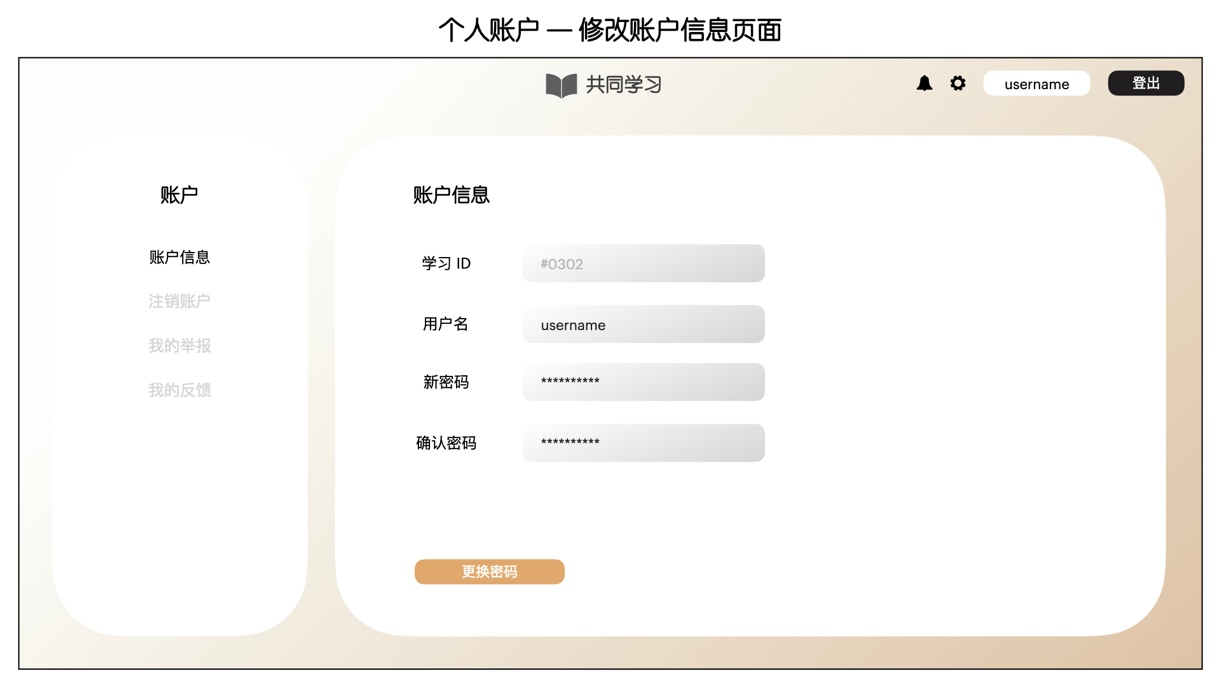 个人账户 — 修改账户信息页面
共同学习
username
登出
账户
账户信息
注销账户
我的举报
我的反馈
账户信息
学习 ID
#0302
用户名
username
新密码
**********
确认密码
**********
更换密码